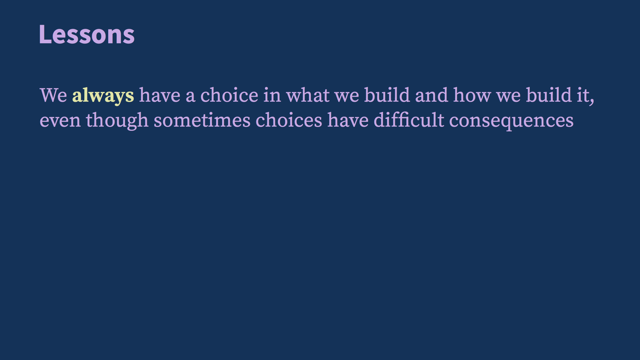 Lessons
We always have a choice in what we build and how we build it,
even though sometimes choices have difficult consequences